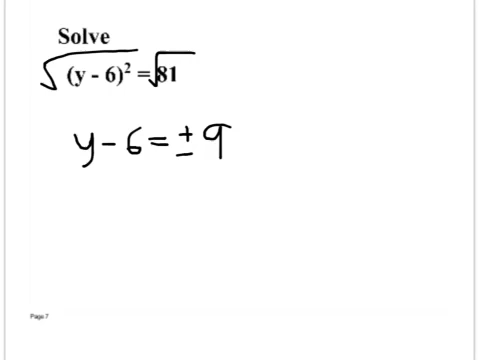 Solve
√(y - 6)² = √81
y - 6 = ± 9
Page 7